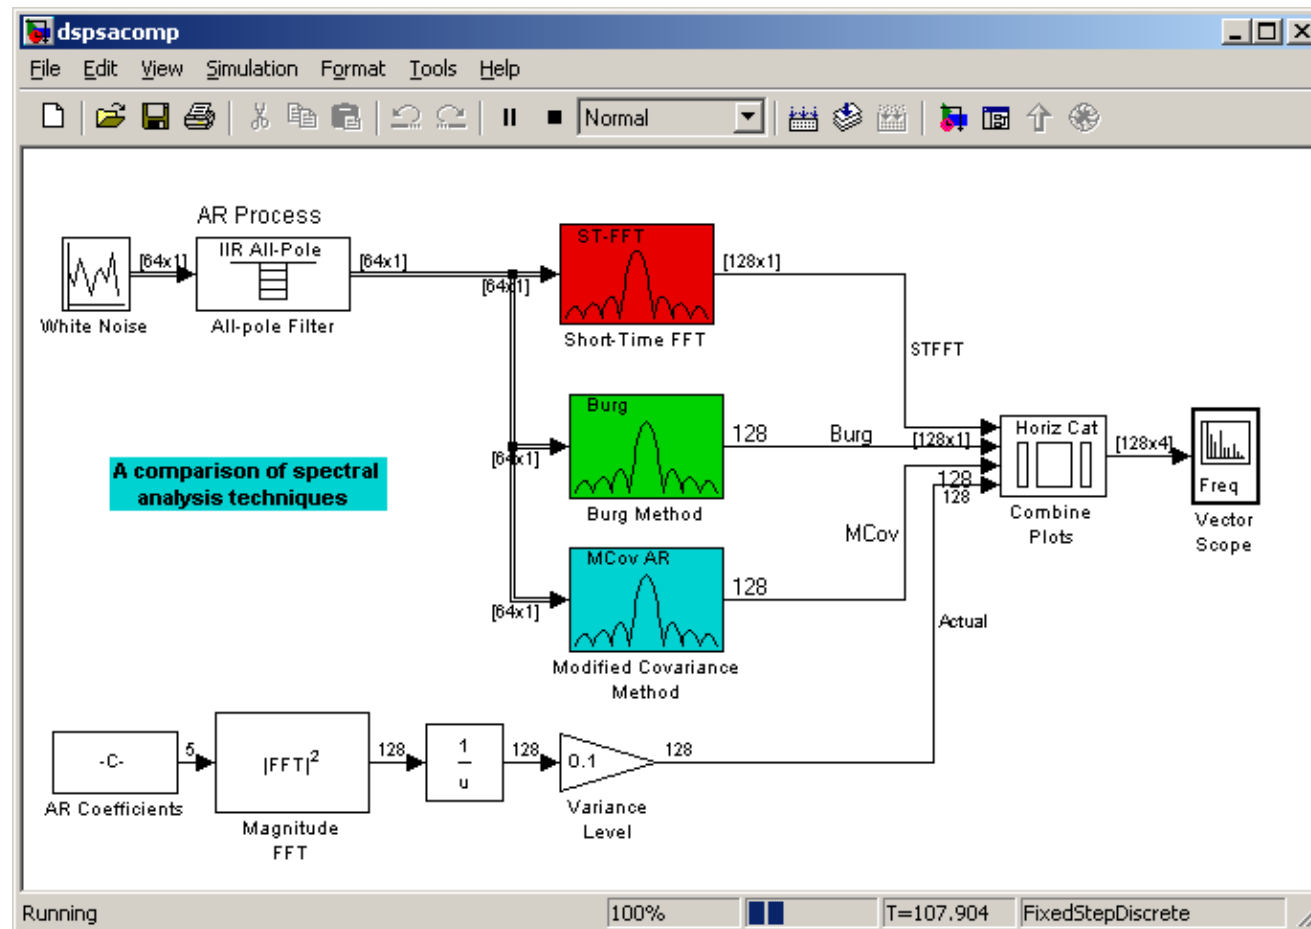 dspsacomp
File Edit View Simulation Format Tools Help
Normal
AR Process
IIR All-Pole
[64x1]
[64x1]
[64x1]
White Noise
All-pole Filter
ST-FFT
[128x1]
Short-Time FFT
STFFT
Burg
128
Burg
[128x1]
[64x1]
Burg Method
A comparison of spectral
analysis techniques
Horiz Cat
[128x4]
128
128
Combine
Plots
Freq
Vector
Scope
MCov AR
128
MCov
[64x1]
Modified Covariance
Method
Actual
-C-
5
AR Coefficients
|FFT|²
128
Magnitude
FFT
1
u
128
0.1
128
Variance
Level
Running 100% T=107.904 FixedStepDiscrete